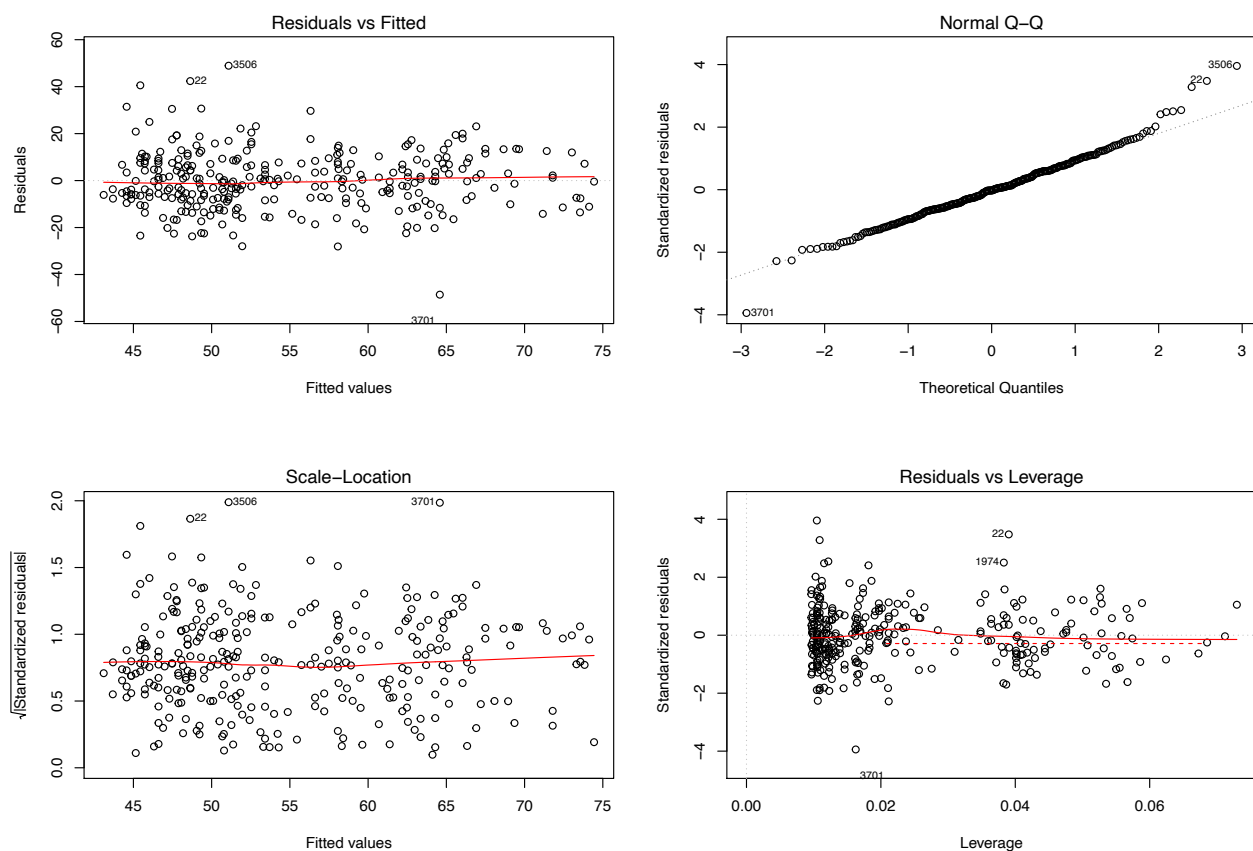 Residuals vs Fitted
60
40
20
0
−20
−40
−60
Residuals
3506
22
3701
45 50 55 60 65 70 75
Fitted values
Normal Q−Q
4
2
0
−2
−4
Standardized residuals
3506
22
3701
−3 −2 −1 0 1 2 3
Theoretical Quantiles
Scale−Location
2.0
1.5
1.0
0.5
0.0
√|Standardized residuals|
3506
3701
22
45 50 55 60 65 70 75
Fitted values
Residuals vs Leverage
4
2
0
−2
−4
Standardized residuals
22
1974
3701
0.00 0.02 0.04 0.06
Leverage